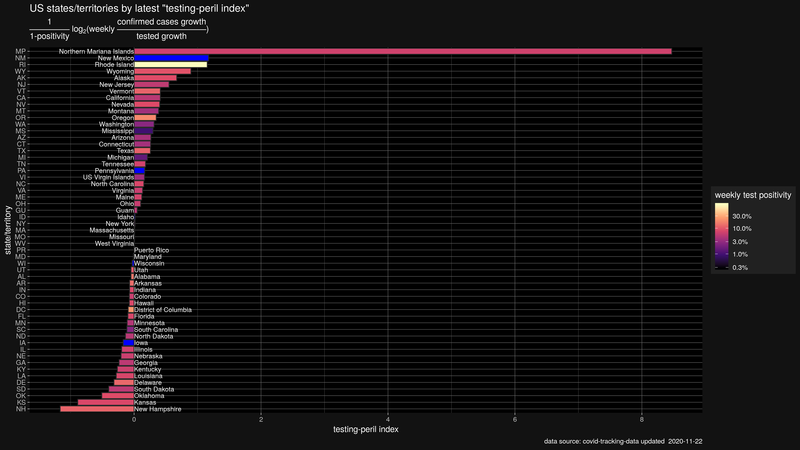 US states/territories by latest "testing-peril index"
1
1-positivity
log2(weekly
confirmed cases growth
tested growth
)
MP Northern Mariana Islands
NM New Mexico
RI Rhode Island
WY Wyoming
AK Alaska
NJ New Jersey
VT Vermont
CA California
NV Nevada
MT Montana
OR Oregon
WA Washington
MS Mississippi
AZ Arizona
CT Connecticut
TX Texas
MI Michigan
TN Tennessee
PA Pennsylvania
VI US Virgin Islands
NC North Carolina
VA Virginia
ME Maine
OH Ohio
GU Guam
ID Idaho
NY New York
MA Massachusetts
MO Missouri
WV West Virginia
PR Puerto Rico
MD Maryland
WI Wisconsin
UT Utah
AL Alabama
AR Arkansas
IN Indiana
CO Colorado
HI Hawaii
DC District of Columbia
FL Florida
MN Minnesota
SC South Carolina
ND North Dakota
IA Iowa
IL Illinois
NE Nebraska
GA Georgia
KY Kentucky
LA Louisiana
DE Delaware
SD South Dakota
OK Oklahoma
KS Kansas
NH New Hampshire
state/territory
0 2 4 6 8
testing-peril index
weekly test positivity
30.0%
10.0%
3.0%
1.0%
0.3%
data source: covid-tracking-data updated 2020-11-22